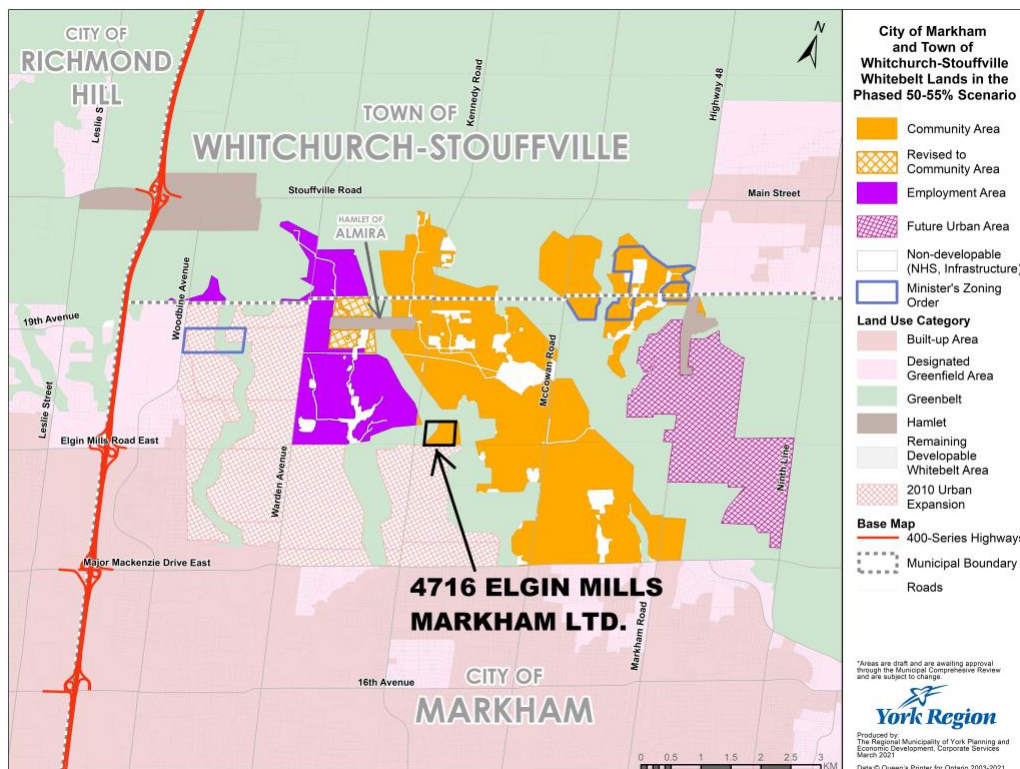 CITY OF
RICHMOND
HILL
Leslie St
TOWN OF
WHITCHURCH-STOUFFVILLE
Kennedy Road
Highway 48
N
Stouffville Road
Main Street
HAMLET OF
ALMIRA
Woodbine Avenue
19th Avenue
McCowan Road
Leslie Street
Elgin Mills Road East
Warden Avenue
Ninth Line
Major Mackenzie Drive East
4716 ELGIN MILLS
MARKHAM LTD.
Markham Road
16th Avenue
CITY OF
MARKHAM
0 0.5 1 1.5 2 2.5 3
KM
City of Markham
and Town of
Whitchurch-Stouffville
Whitebelt Lands in the
Phased 50-55% Scenario
Community Area
Revised to
Community Area
Employment Area
Future Urban Area
Non-developable
(NHS, Infrastructure)
Minister's Zoning
Order
Land Use Category
Built-up Area
Designated
Greenfield Area
Greenbelt
Hamlet
Remaining
Developable
Whitebelt Area
2010 Urban
Expansion
Base Map
400-Series Highways
Municipal Boundary
Roads
*Areas are draft and are awaiting approval
through the Municipal Comprehesive Review
and are subject to change.
York Region
Produced by:
The Regional Municipality of York Planning and
Economic Development, Corporate Services
March 2021
Data:© Queen's Printer for Ontario 2003-2021